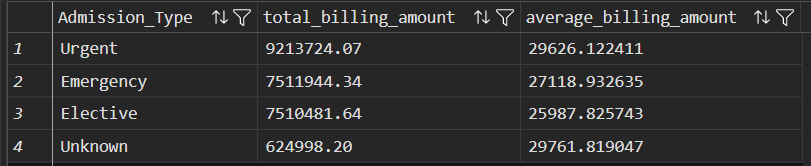 Admission_Type total_billing_amount average_billing_amount
1 Urgent 9213724.07 29626.122411
2 Emergency 7511944.34 27118.932635
3 Elective 7510481.64 25987.825743
4 Unknown 624998.20 29761.819047